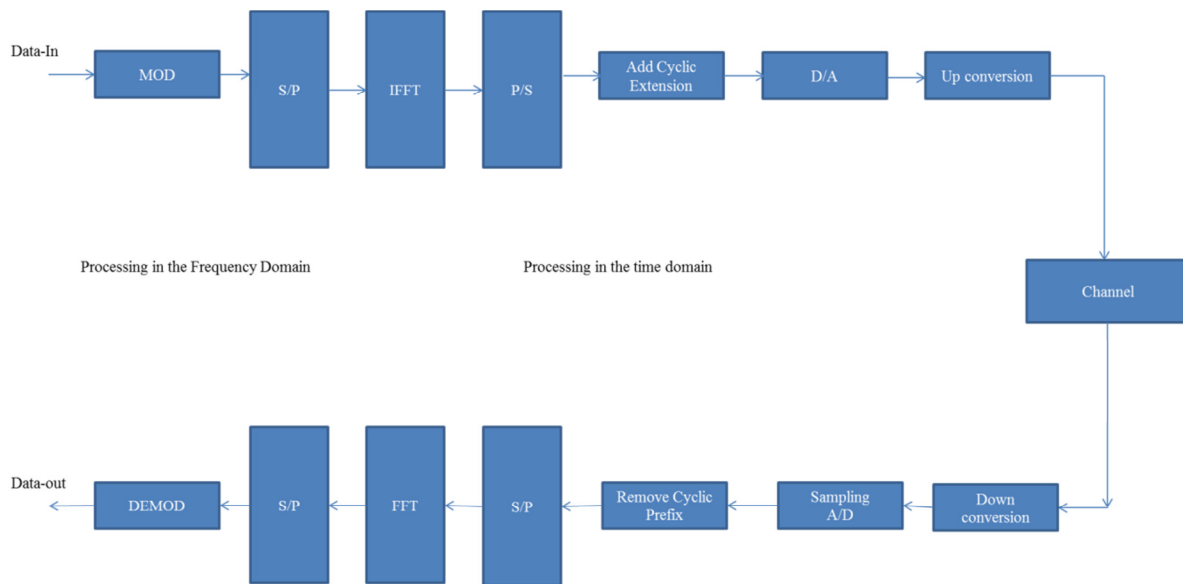 Data-In
MOD
S/P
IFFT
P/S
Add Cyclic
Extension
D/A
Up conversion
Processing in the Frequency Domain
Processing in the time domain
Channel
Data-out
DEMOD
S/P
FFT
S/P
Remove Cyclic
Prefix
Sampling
A/D
Down
conversion